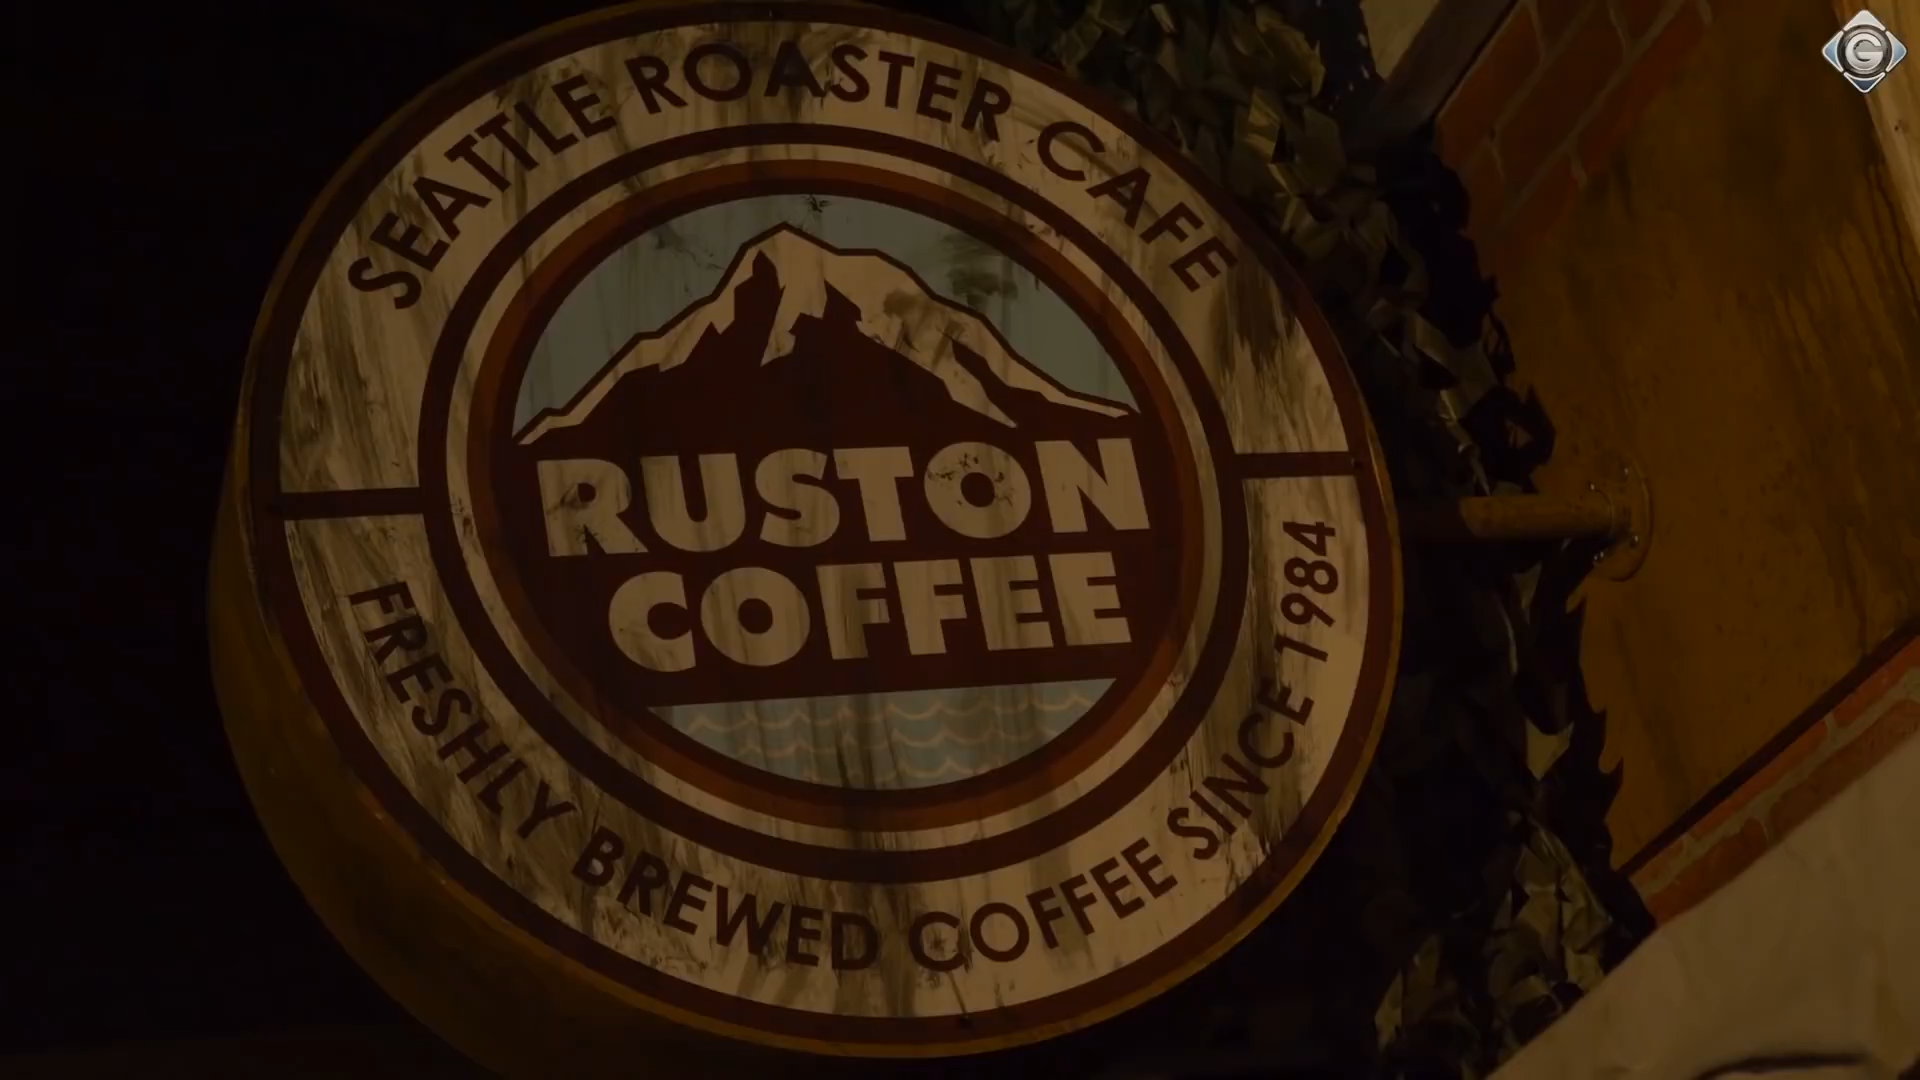 SEATTLE ROASTER CAFE
RUSTON
COFFEE
FRESHLY BREWED COFFEE SINCE 1984
G